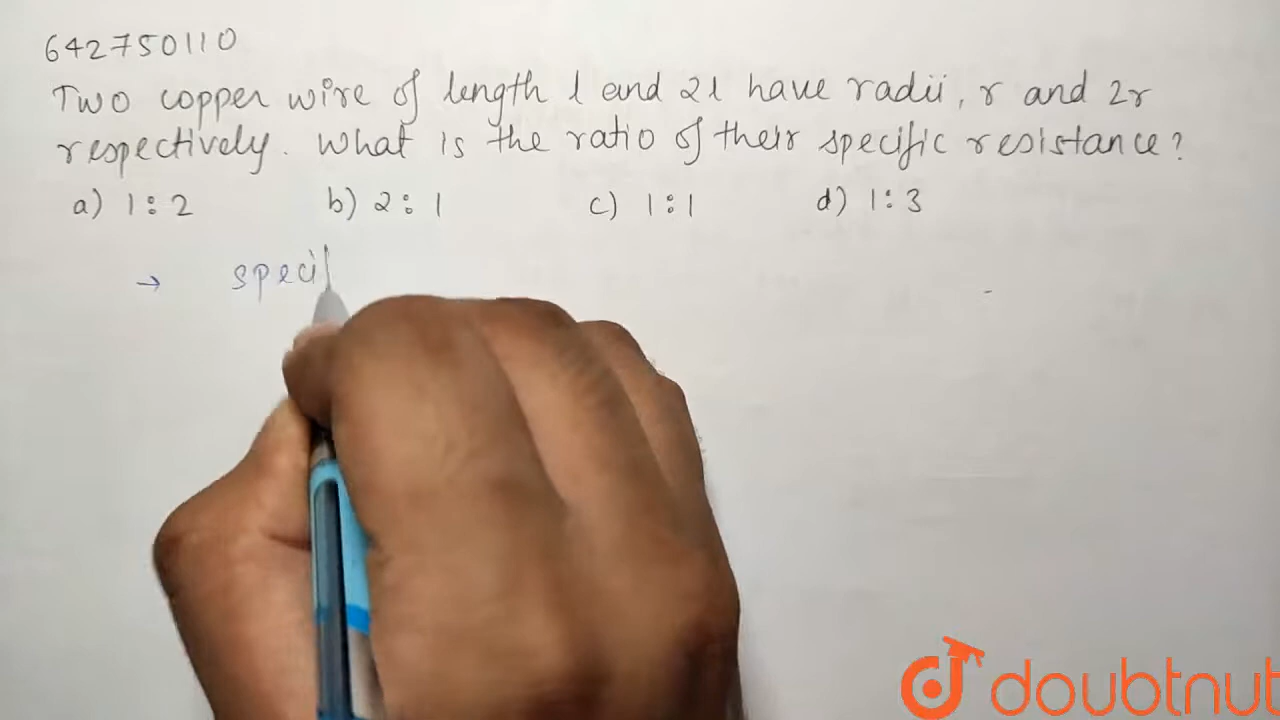 642750110
Two copper wire of length l and 2l have radii, r and 2r
respectively. What is the ratio of their specific resistance?
a) 1:2 b) 2:1 c) 1:1 d) 1:3
→ specif
doubtnut